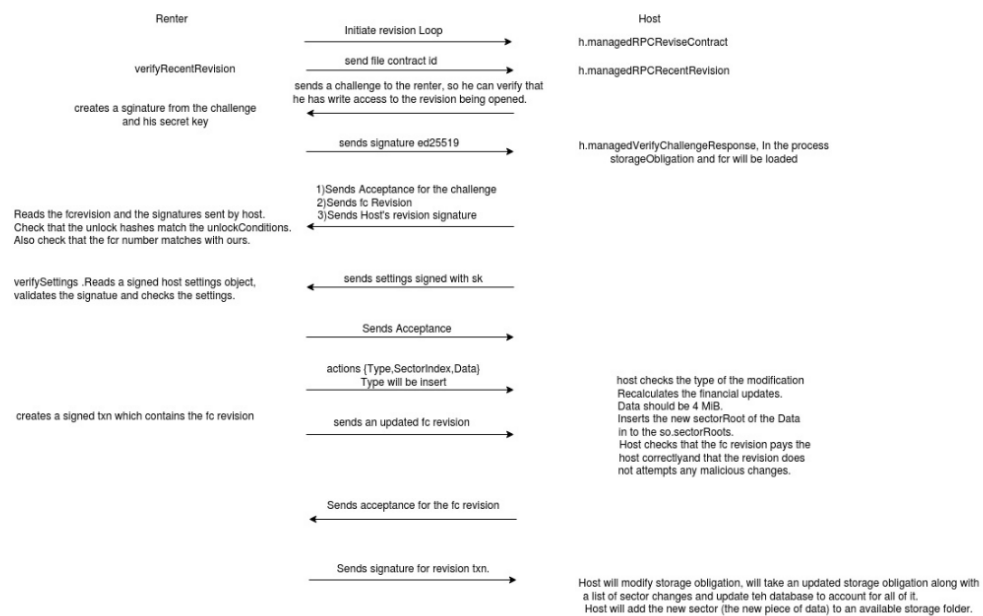 Renter
Host
Initiate revision Loop
h.managedRPCReviseContract
send file contract id
verifyRecentRevision
h.managedRPCRecentRevision
sends a challenge to the renter, so he can verify that
he has write access to the revision being opened.
creates a sginature from the challenge
and his secret key
sends signature ed25519
h.managedVerifyChallengeResponse, In the process
storageObligation and fcr will be loaded
1)Sends Acceptance for the challenge
2)Sends fc Revision
3)Sends Host's revision signature
Reads the fcrevision and the signatures sent by host.
Check that the unlock hashes match the unlockConditions.
Also check that the fcr number matches with ours.
sends settings signed with sk
verifySettings .Reads a signed host settings object,
validates the signatue and checks the settings.
Sends Acceptance
actions {Type,SectorIndex,Data}
Type will be insert
host checks the type of the modification
Recalculates the financial updates.
Data should be 4 MiB.
Inserts the new sectorRoot of the Data
in to the so.sectorRoots.
Host checks that the fc revision pays the
host correctlyand that the revision does
not attempts any malicious changes.
creates a signed txn which contains the fc revision
sends an updated fc revision
Sends acceptance for the fc revision
Sends signature for revision txn.
Host will modify storage obligation, will take an updated storage obligation along with
a list of sector changes and update teh database to account for all of it.
Host will add the new sector (the new piece of data) to an available storage folder.